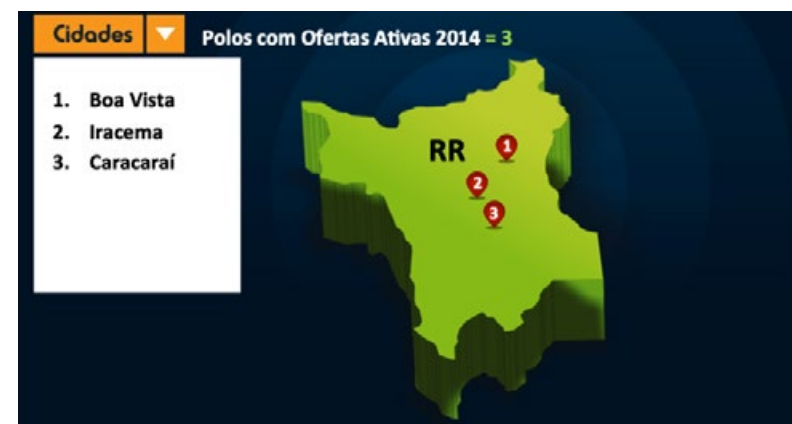 Cidades
Polos com Ofertas Ativas 2014 = 3
1. Boa Vista
2. Iracema
3. Caracaraí
RR
1
2
3